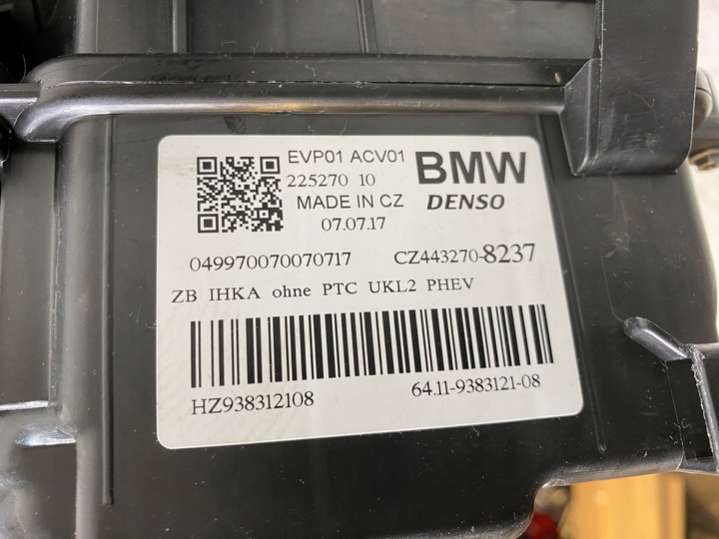 EVP01 ACV01
BMW
225270 10
MADE IN CZ
DENSO
07.07.17
049970070070717
CZ443270-8237
ZB IHKA ohne PTC UKL2 PHEV
HZ938312108
64.11-9383121-08